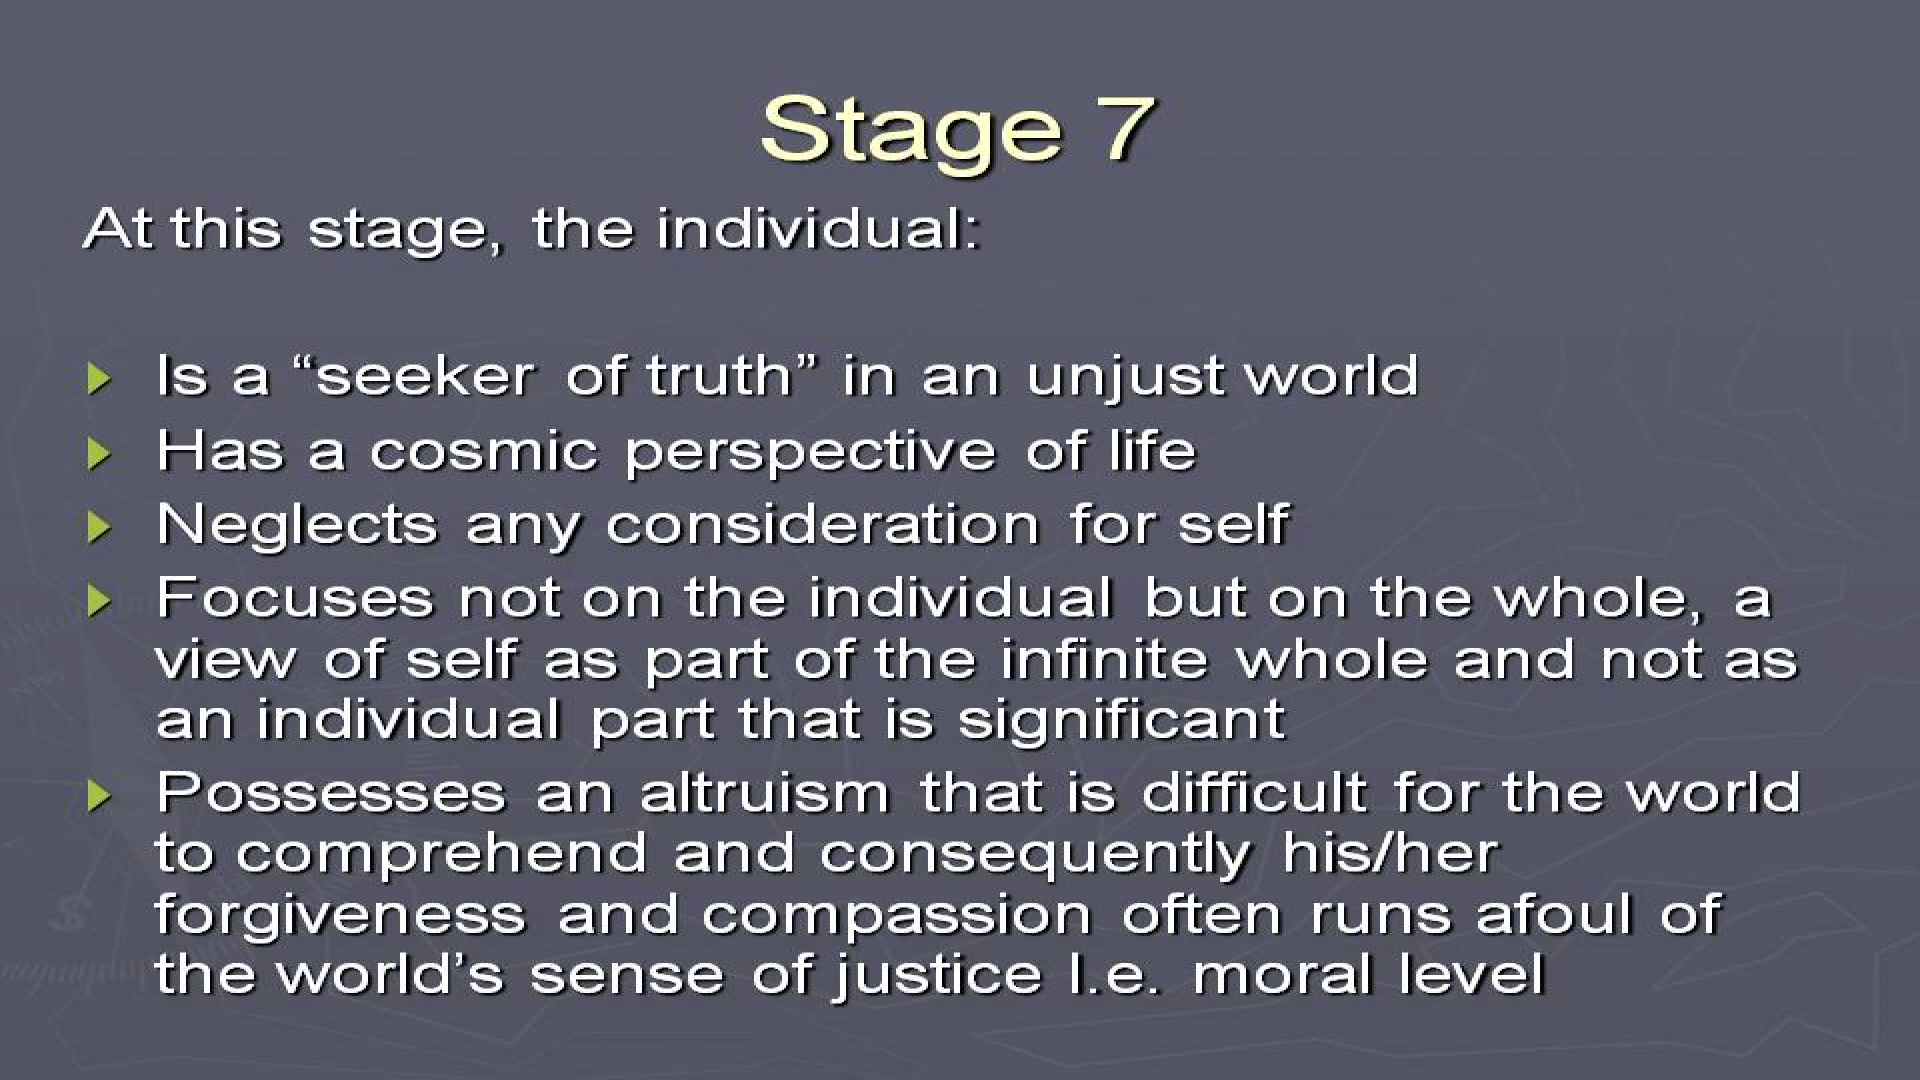 Stage 7
At this stage, the individual:
Is a “seeker of truth” in an unjust world
Has a cosmic perspective of life
Neglects any consideration for self
Focuses not on the individual but on the whole, a
view of self as part of the infinite whole and not as
an individual part that is significant
Possesses an altruism that is difficult for the world
to comprehend and consequently his/her
forgiveness and compassion often runs afoul of
the world’s sense of justice I.e. moral level
S